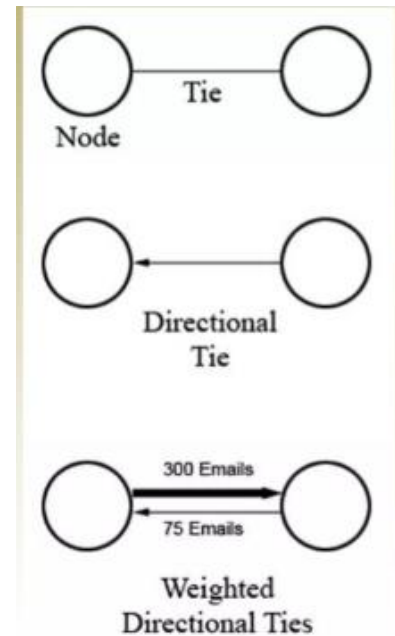 Tie
Node
Directional
Tie
300 Emails
75 Emails
Weighted
Directional Ties